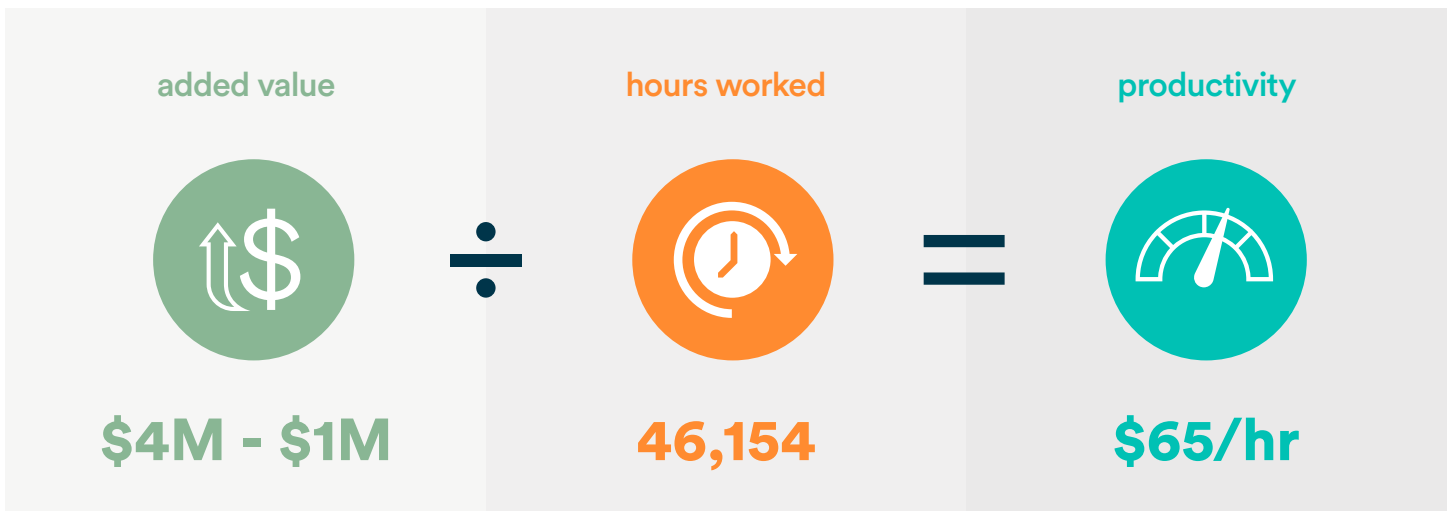 added value
hours worked
productivity
$
÷
=
$4M - $1M
46,154
$65/hr